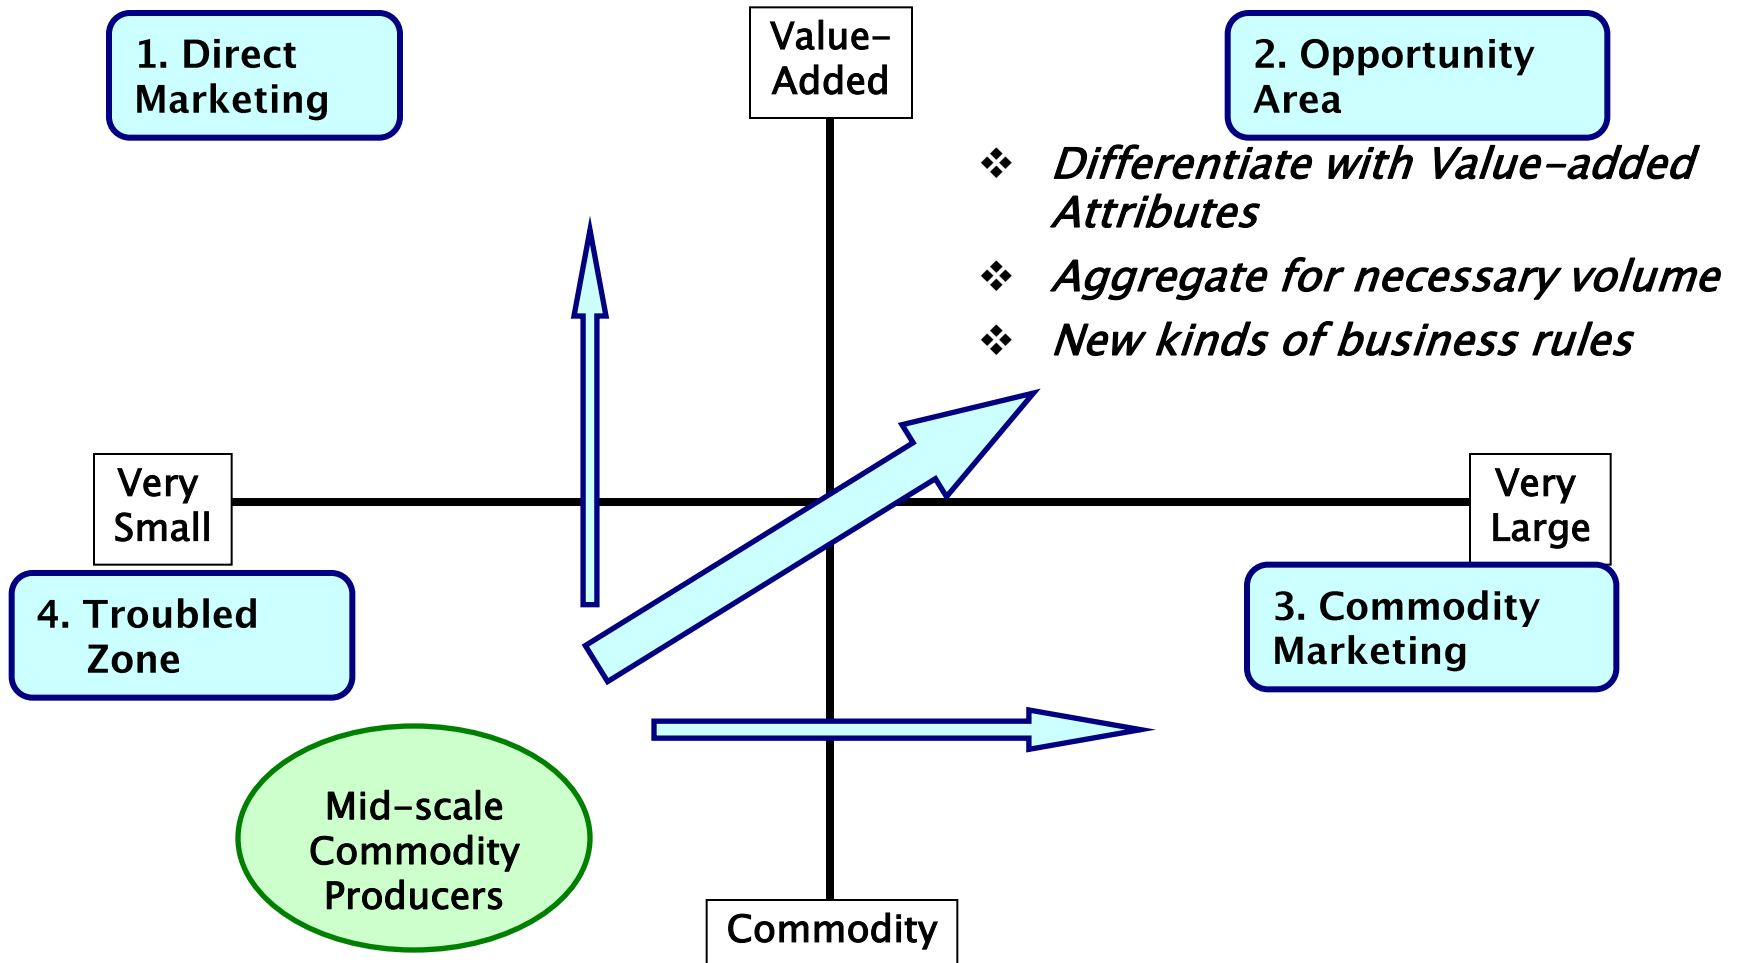 1. Direct
Marketing
Value-
Added
2. Opportunity
Area
❖ Differentiate with Value-added
Attributes
❖ Aggregate for necessary volume
❖ New kinds of business rules
Very
Small
Very
Large
4. Troubled
Zone
3. Commodity
Marketing
Mid-scale
Commodity
Producers
Commodity